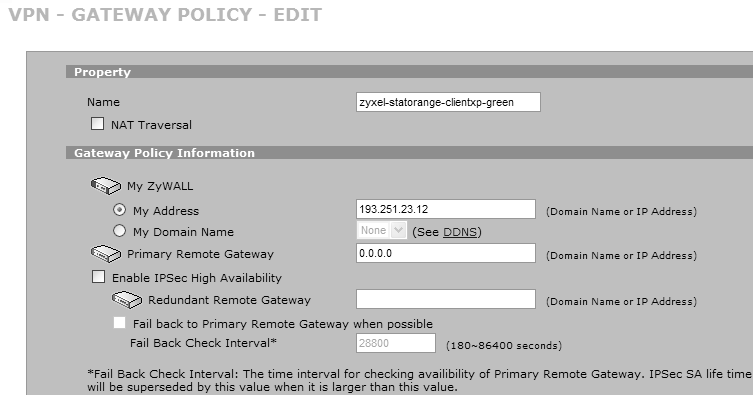 VPN - GATEWAY POLICY - EDIT
Property
Name zyxel-statorange-clientxp-green
NAT Traversal
Gateway Policy Information
My ZyWALL
My Address 193.251.23.12 (Domain Name or IP Address)
My Domain Name None (See DDNS)
Primary Remote Gateway 0.0.0.0 (Domain Name or IP Address)
Enable IPSec High Availability
Redundant Remote Gateway (Domain Name or IP Address)
Fail back to Primary Remote Gateway when possible
Fail Back Check Interval* 28800 (180~86400 seconds)
*Fail Back Check Interval: The time interval for checking availibility of Primary Remote Gateway. IPSec SA life time
will be superseded by this value when it is larger than this value.